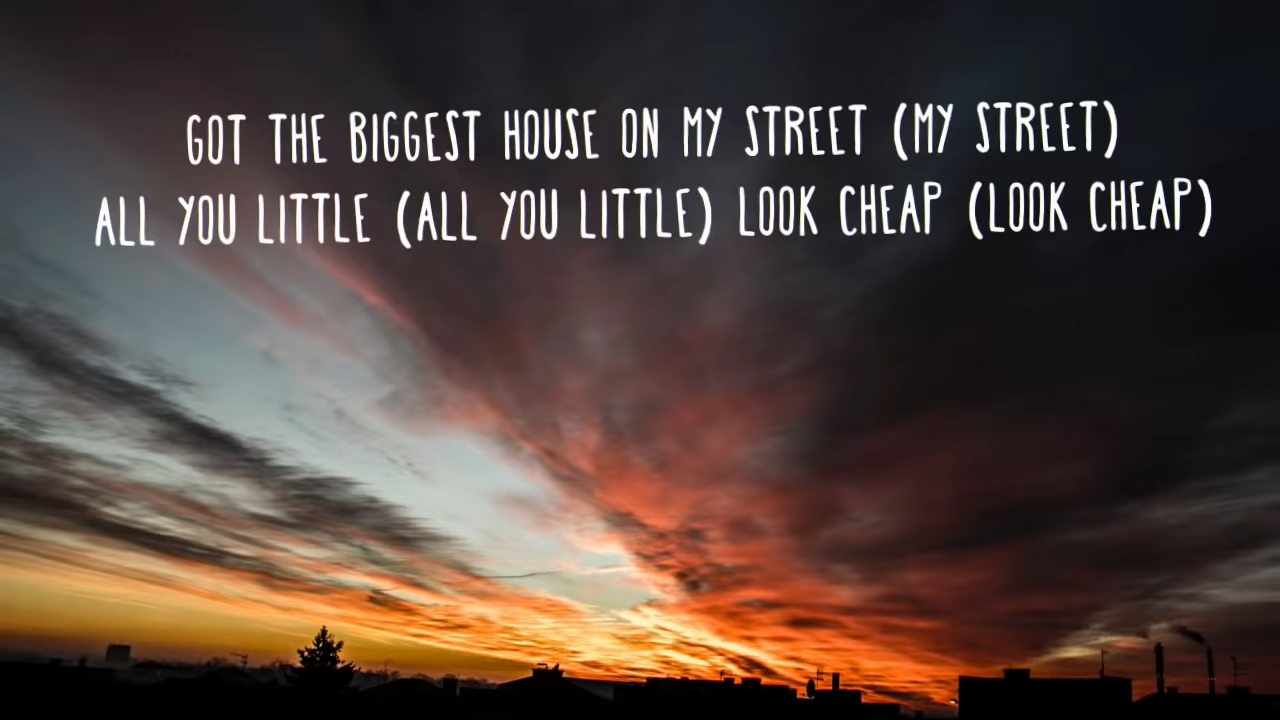 GOT THE BIGGEST HOUSE ON MY STREET (MY STREET)
ALL YOU LITTLE (ALL YOU LITTLE) LOOK CHEAP (LOOK CHEAP)